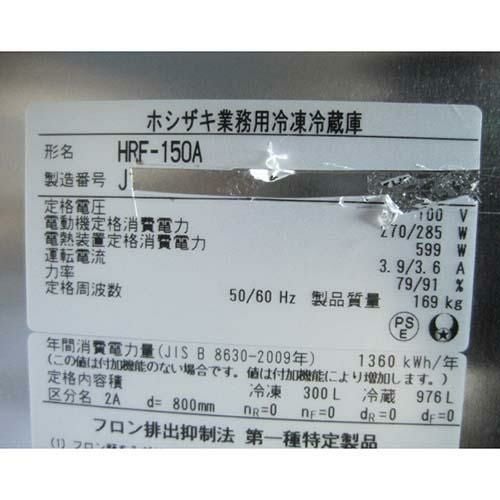 ホシザキ業務用冷凍冷蔵庫
形名 HRF-150A
製造番号 J
定格電圧 100 V
電動機定格消費電力 270/285 W
電熱装置定格消費電力 599 W
運転電流 3.9/3.6 A
力率 79/91 %
定格周波数 50/60 Hz 製品質量 169 kg
PS
E
年間消費電力量(JIS B 8630-2009年) 1360 kWh/年
(この値は付加機能のない場合です。値は付加機能により増加します。)
定格内容積 冷凍 300L 冷蔵 976L
区分名 2A d= 800mm nR=0 nF=0 dR=0 dF=0
フロン排出抑制法 第一種特定製品